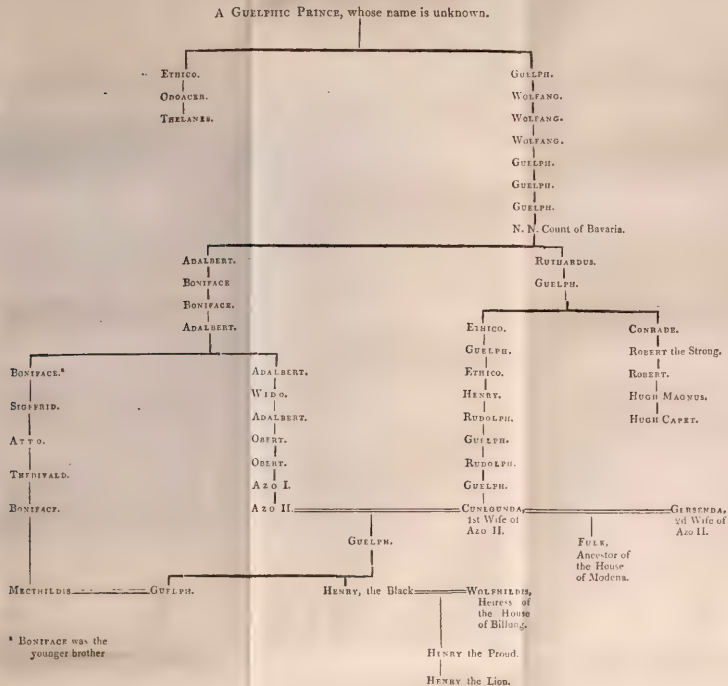 A GUELPHIC PRINCE, whose name is unknown.
ETHICO. GUELPH.
ODOACER. WOLFANG.
THELANES. WOLFANG.
WOLFANG.
GUELPH.
GUELPH.
GUELPH.
N. N. Count of Bavaria.
ADALBERT. RUTHARDUS.
BONIFACE GUELPH.
BONIFACE.
ADALBERT. ETHICO. CONRADE.
GUELPH. ROBERT the Strong.
BONIFACE.ª ADALBERT. ETHICO. ROBERT.
WIDO. HENRY. HUGH MAGNUS.
SIGFFRID. ADALBERT. RUDOLPH. HUGH CAPET.
ATTO. OBERT. GUELPH.
OBERT. RUDOLPH.
THEDIVALD. AZO I. GUELPH.
BONIFACE. AZO II. CUNEGUNDA, GERSENDA,
1st Wife of 2d Wife of
AZO II. AZO II.
GUELPH. FULK,
Ancestor of
the House
of Modena.
MECTHILDIS GUELPH. HENRY, the Black WOLFHILDIS,
Heiress of
the House
of Billung.
ª BONIFACE was the
younger brother
HENRY the Proud.
HENRY the Lion.